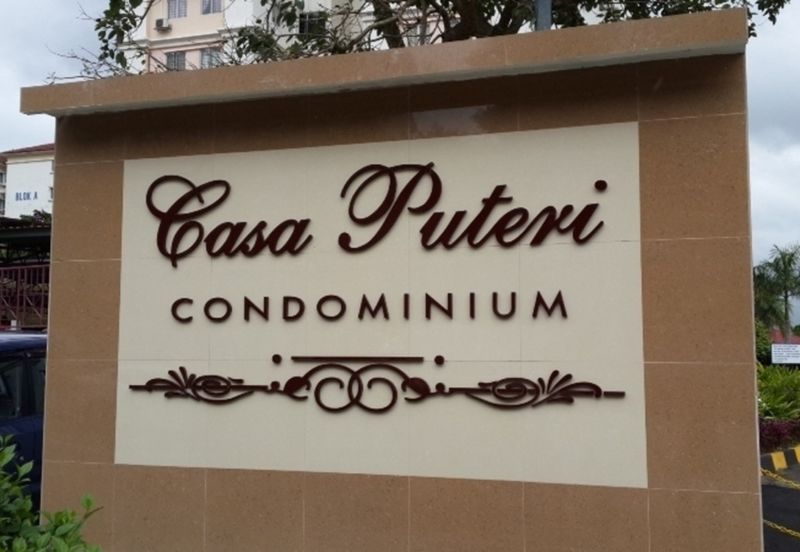 Casa Puteri
CONDOMINIUM
BLOK A